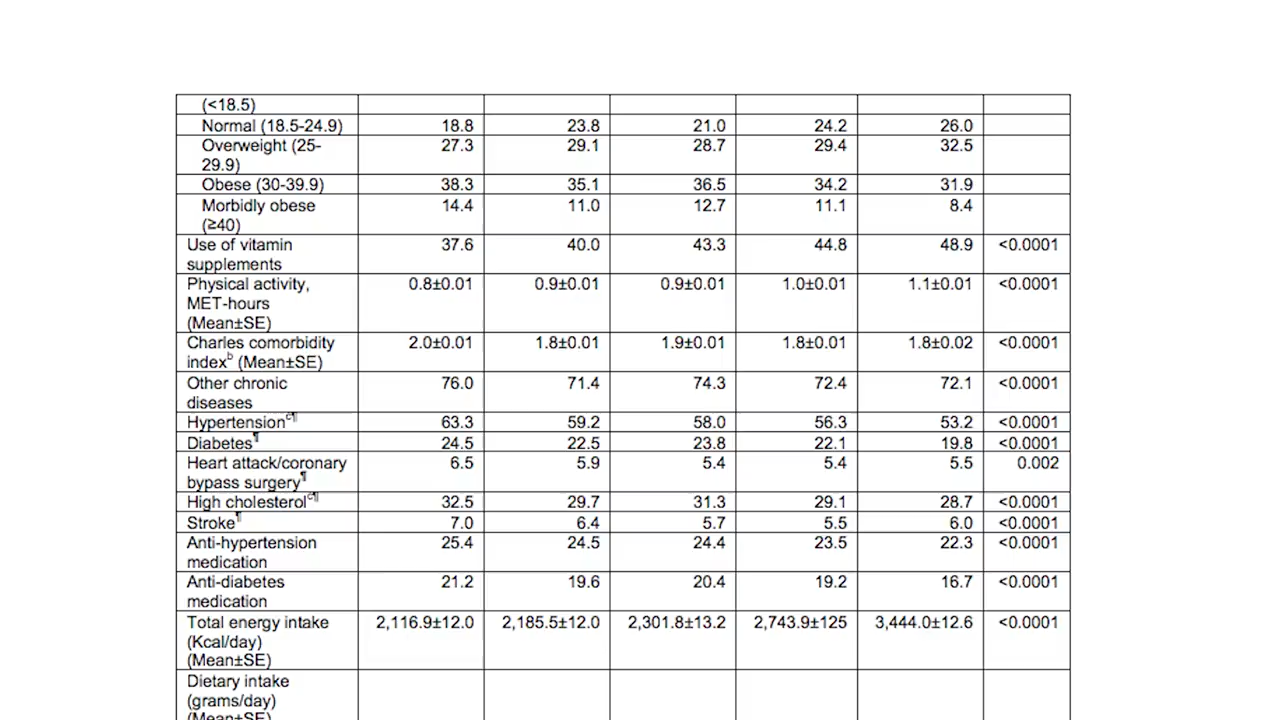 (<18.5)
Normal (18.5-24.9) 18.8 23.8 21.0 24.2 26.0
Overweight (25-
29.9) 27.3 29.1 28.7 29.4 32.5
Obese (30-39.9) 38.3 35.1 36.5 34.2 31.9
Morbidly obese
(≥40) 14.4 11.0 12.7 11.1 8.4
Use of vitamin
supplements 37.6 40.0 43.3 44.8 48.9 <0.0001
Physical activity,
MET-hours
(Mean±SE) 0.8±0.01 0.9±0.01 0.9±0.01 1.0±0.01 1.1±0.01 <0.0001
Charles comorbidity
index^b (Mean±SE) 2.0±0.01 1.8±0.01 1.9±0.01 1.8±0.01 1.8±0.02 <0.0001
Other chronic
diseases 76.0 71.4 74.3 72.4 72.1 <0.0001
Hypertension^c¶ 63.3 59.2 58.0 56.3 53.2 <0.0001
Diabetes¶ 24.5 22.5 23.8 22.1 19.8 <0.0001
Heart attack/coronary
bypass surgery¶ 6.5 5.9 5.4 5.4 5.5 0.002
High cholesterol^c¶ 32.5 29.7 31.3 29.1 28.7 <0.0001
Stroke¶ 7.0 6.4 5.7 5.5 6.0 <0.0001
Anti-hypertension
medication 25.4 24.5 24.4 23.5 22.3 <0.0001
Anti-diabetes
medication 21.2 19.6 20.4 19.2 16.7 <0.0001
Total energy intake
(Kcal/day)
(Mean±SE) 2,116.9±12.0 2,185.5±12.0 2,301.8±13.2 2,743.9±125 3,444.0±12.6 <0.0001
Dietary intake
(grams/day)
(Mean±SE)